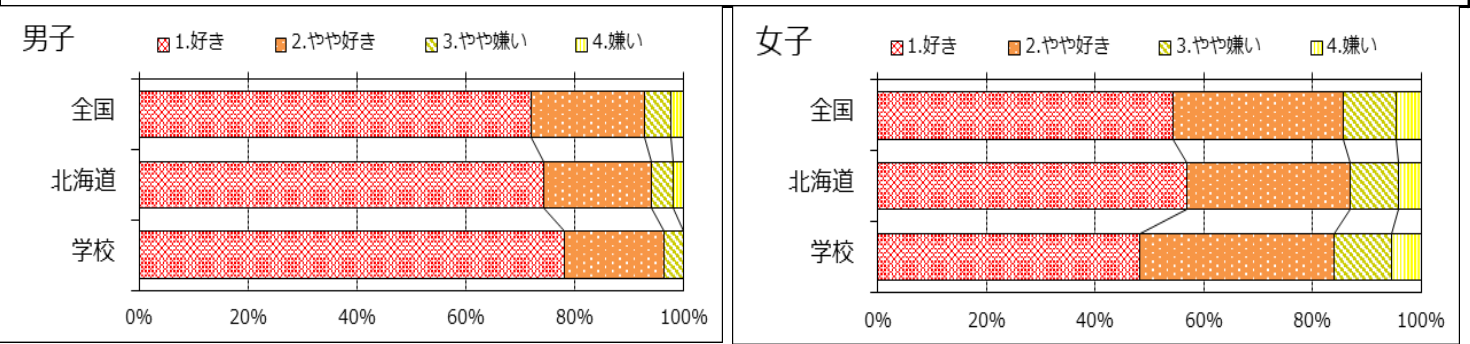 男子
1.好き 2.やや好き 3.やや嫌い 4.嫌い
全国
北海道
学校
0% 20% 40% 60% 80% 100%
女子
1.好き 2.やや好き 3.やや嫌い 4.嫌い
全国
北海道
学校
0% 20% 40% 60% 80% 100%